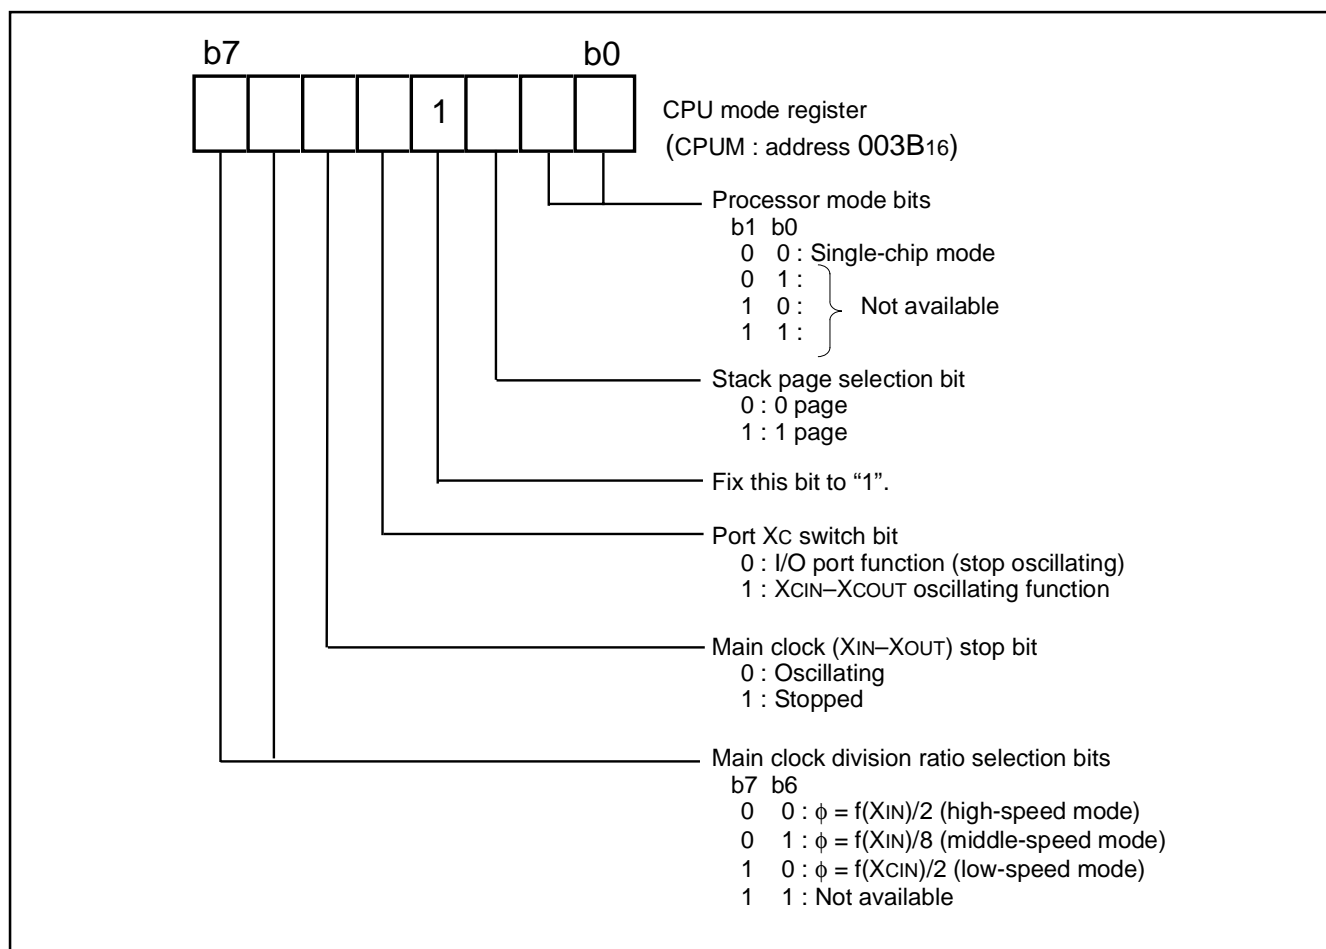 b7 b0
1
CPU mode register
(CPUM : address 003B16)
Processor mode bits
b1 b0
0 0 : Single-chip mode
0 1 :
1 0 : Not available
1 1 :
Stack page selection bit
0 : 0 page
1 : 1 page
Fix this bit to “1”.
Port XC switch bit
0 : I/O port function (stop oscillating)
1 : XCIN–XCOUT oscillating function
Main clock (XIN–XOUT) stop bit
0 : Oscillating
1 : Stopped
Main clock division ratio selection bits
b7 b6
0 0 : φ = f(XIN)/2 (high-speed mode)
0 1 : φ = f(XIN)/8 (middle-speed mode)
1 0 : φ = f(XCIN)/2 (low-speed mode)
1 1 : Not available